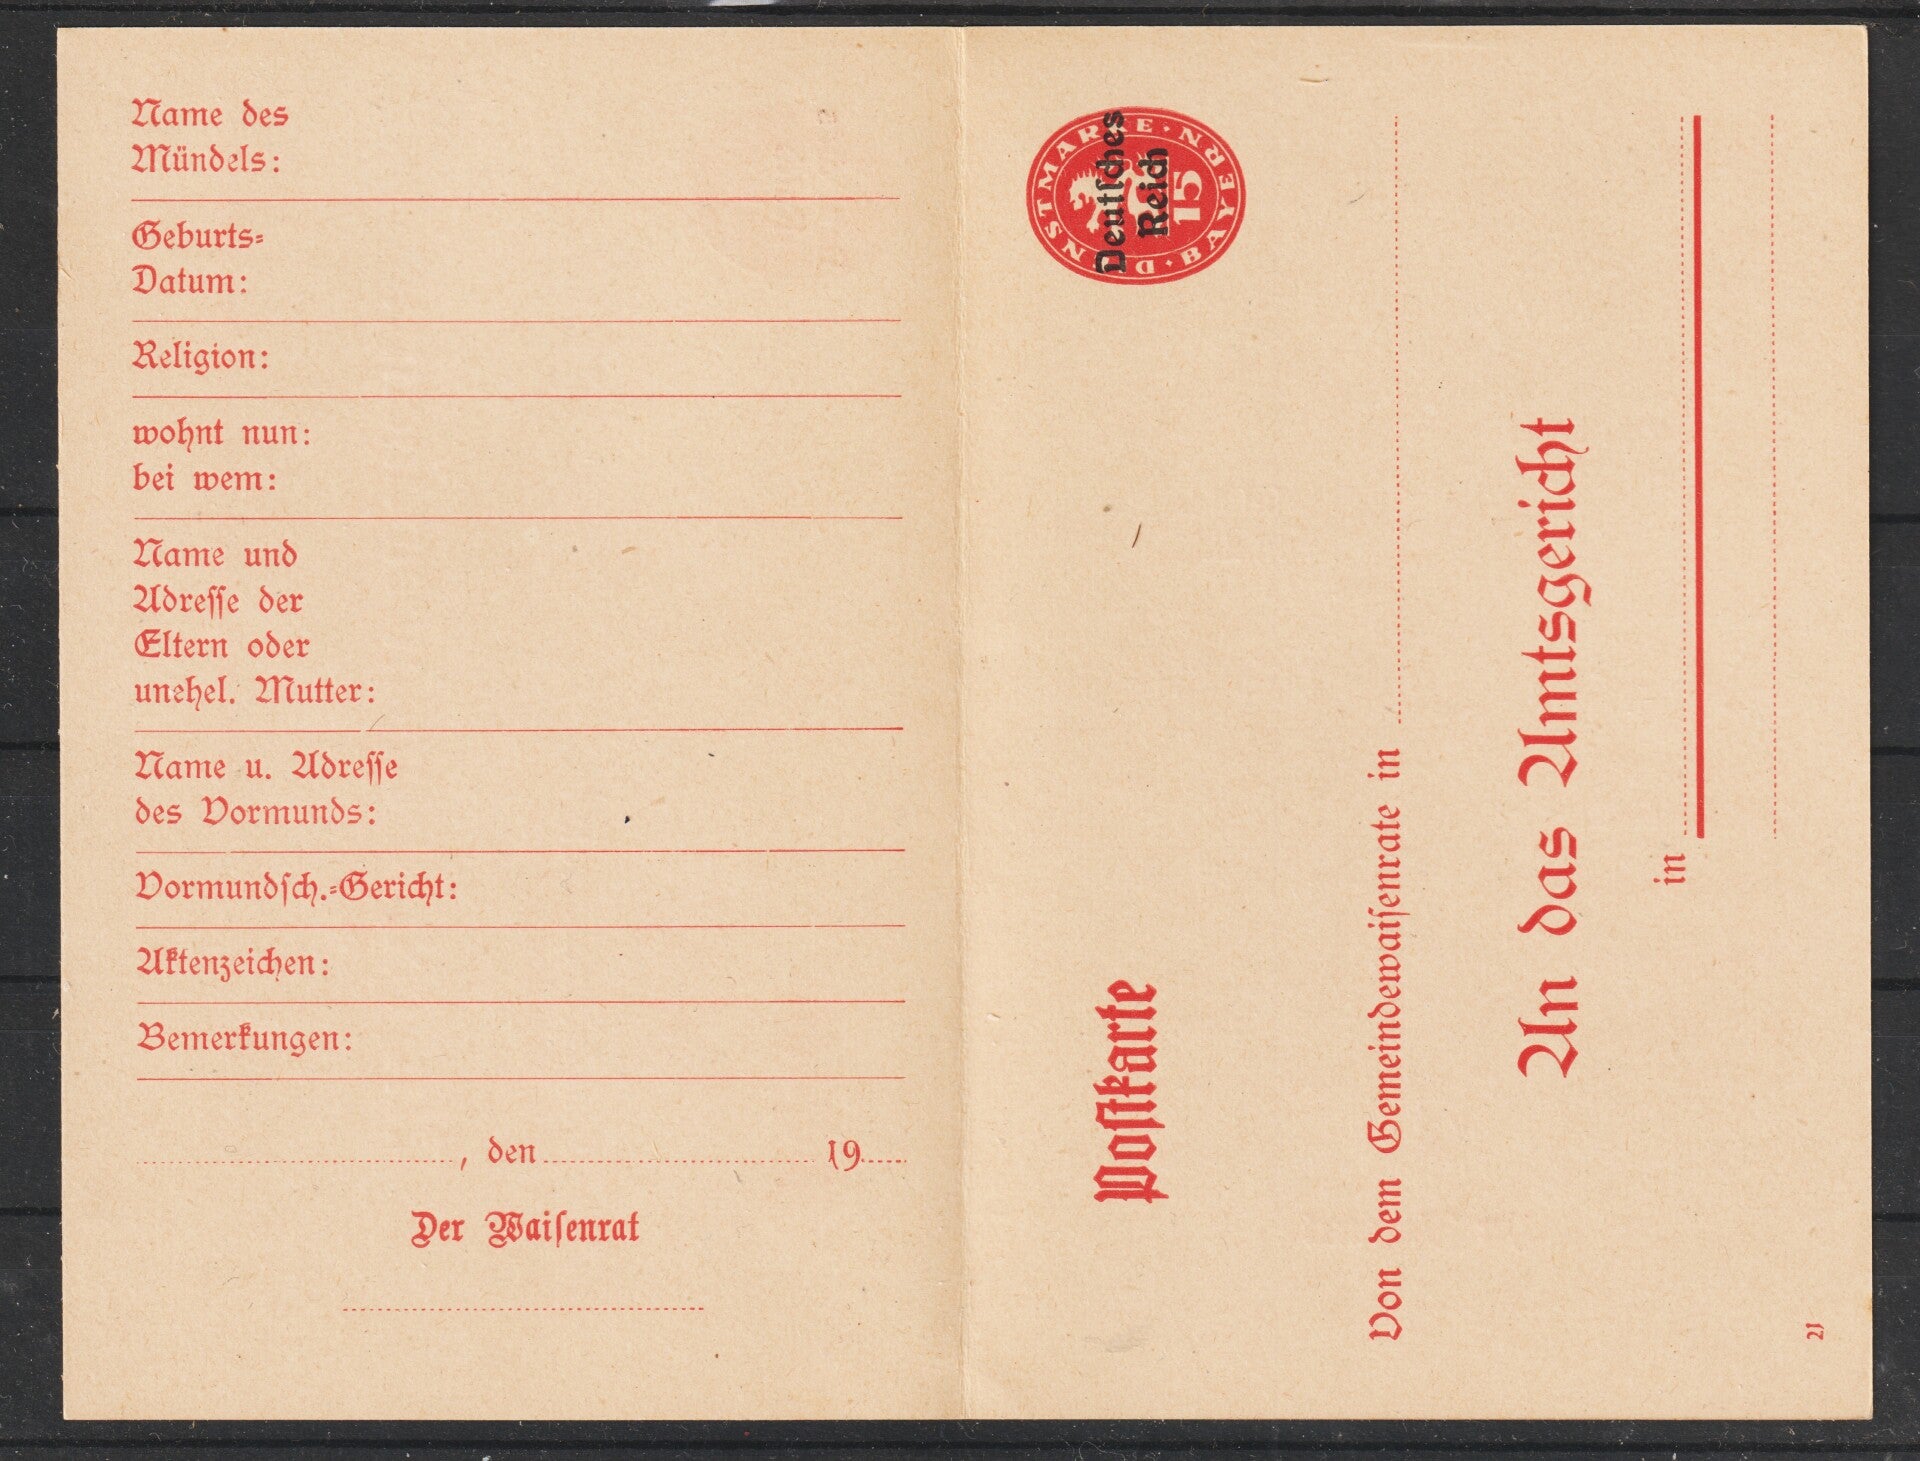 Name des
Mündels:
Geburts-
Datum:
Religion:
wohnt nun:
bei wem:
Name und
Adresse der
Eltern oder
unehel. Mutter:
Name u. Adresse
des Vormunds:
Vormundsch.-Gericht:
Aktenzeichen:
Bemerkungen:
, den 19
Der Waisenrat
Postkarte
DIENSTMARKE · BAYERN ·
15
Deutsches
Reich
Von dem Gemeindewaisenrate in
An das Amtsgericht
in
21